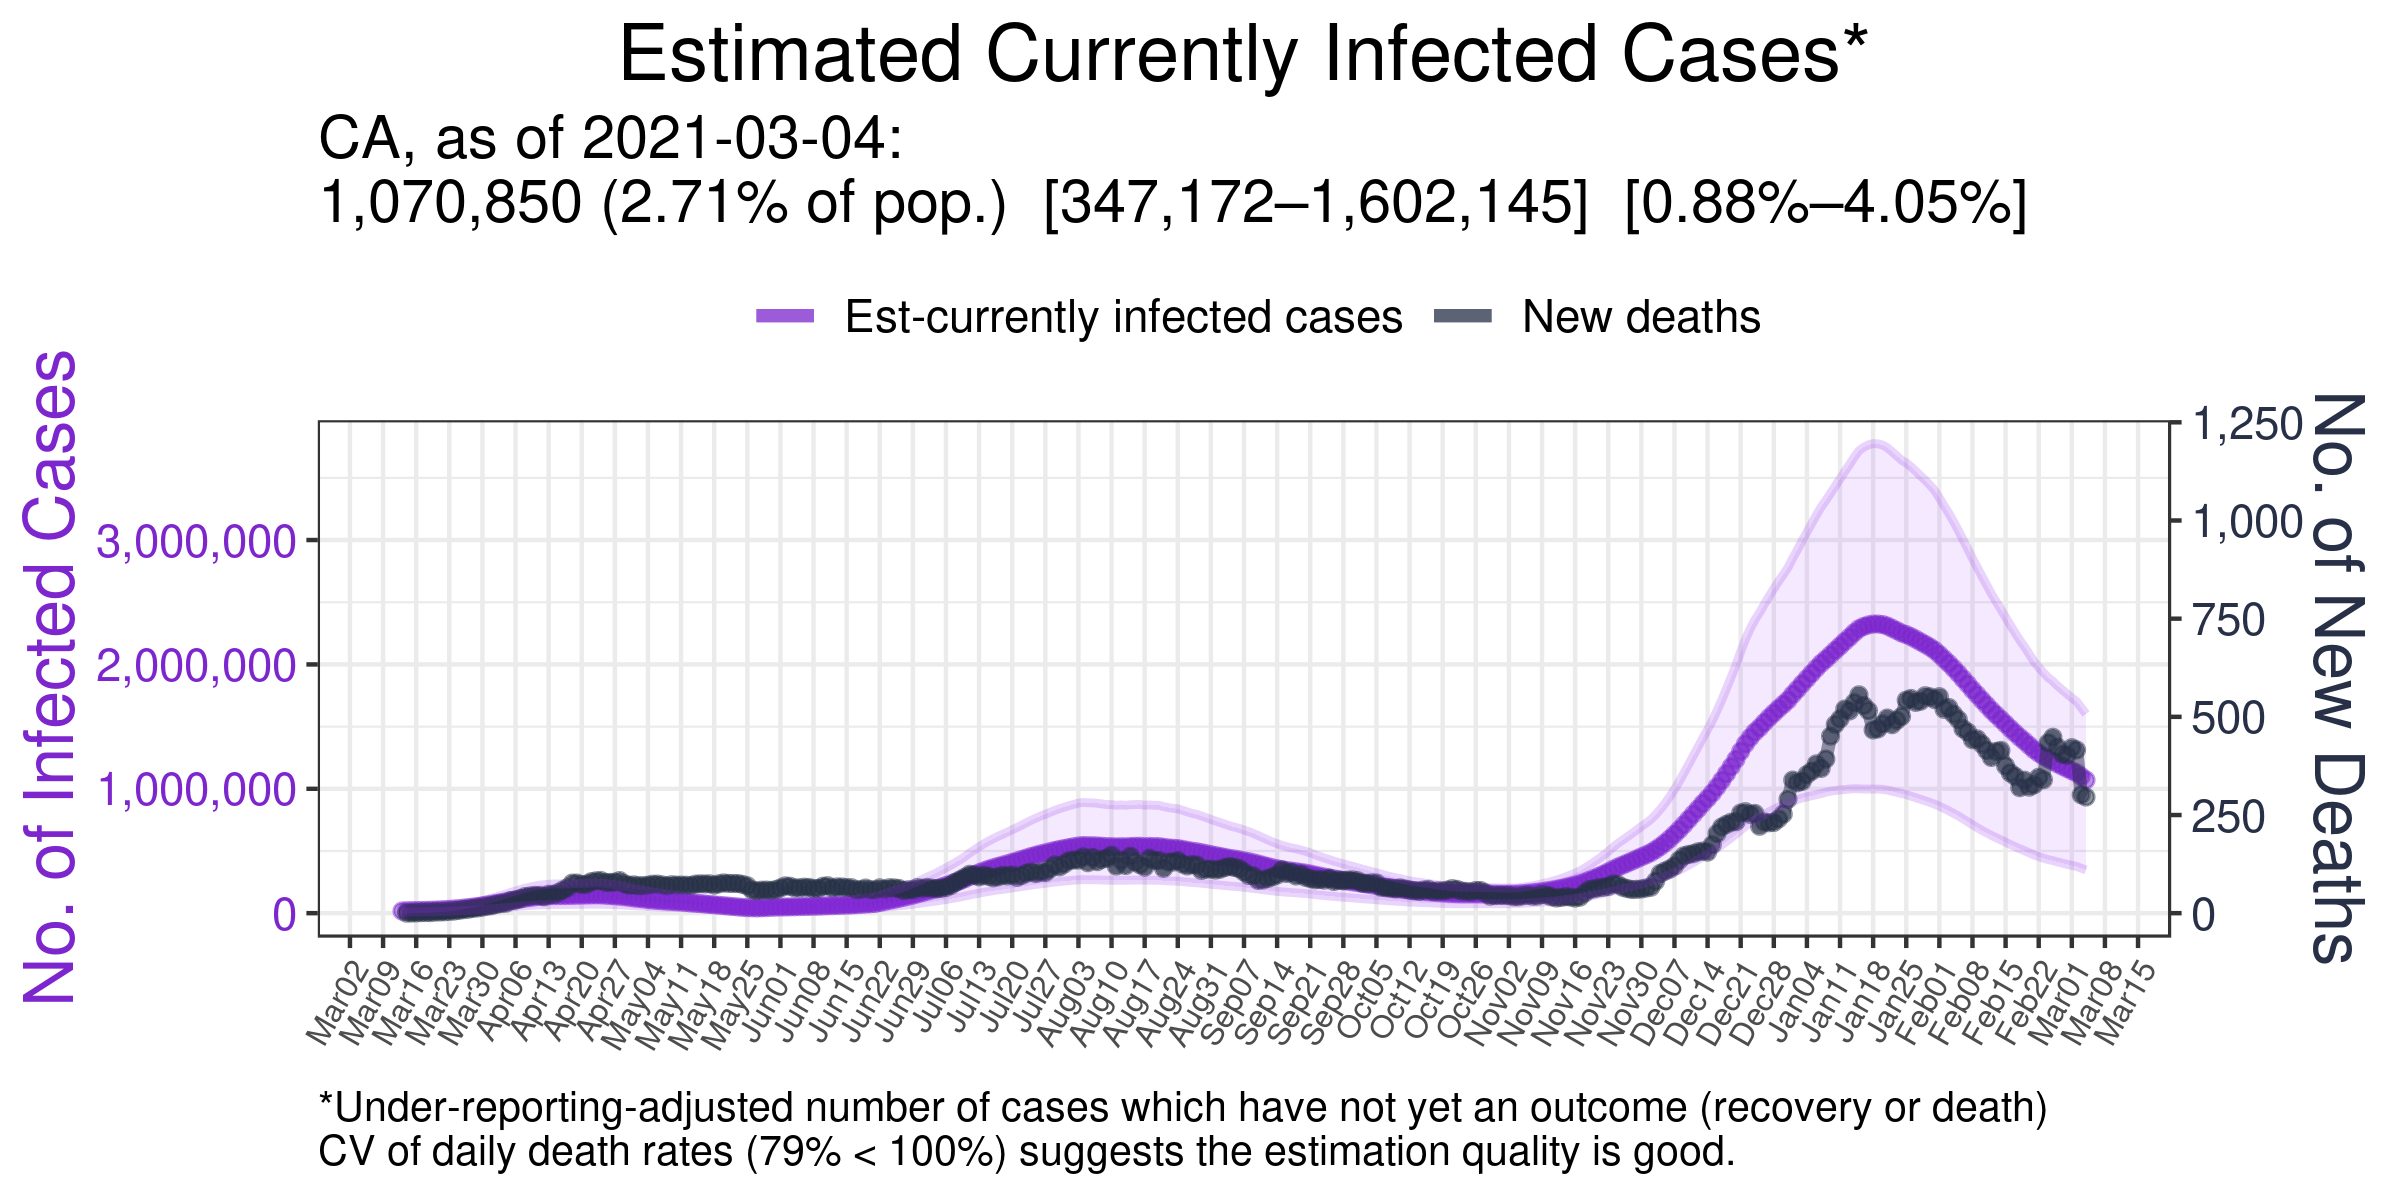 Estimated Currently Infected Cases*
CA, as of 2021-03-04:
1,070,850 (2.71% of pop.) [347,172–1,602,145] [0.88%–4.05%]
Est-currently infected cases
New deaths
No. of Infected Cases
3,000,000
2,000,000
1,000,000
0
1,250
1,000
750
500
250
0
No. of New Deaths
Mar02
Mar09
Mar16
Mar23
Mar30
Apr06
Apr13
Apr20
Apr27
May04
May11
May18
May25
Jun01
Jun08
Jun15
Jun22
Jun29
Jul06
Jul13
Jul20
Jul27
Aug03
Aug10
Aug17
Aug24
Aug31
Sep07
Sep14
Sep21
Sep28
Oct05
Oct12
Oct19
Oct26
Nov02
Nov09
Nov16
Nov23
Nov30
Dec07
Dec14
Dec21
Dec28
Jan04
Jan11
Jan18
Jan25
Feb01
Feb08
Feb15
Feb22
Mar01
Mar08
Mar15
*Under-reporting-adjusted number of cases which have not yet an outcome (recovery or death)
CV of daily death rates (79% < 100%) suggests the estimation quality is good.